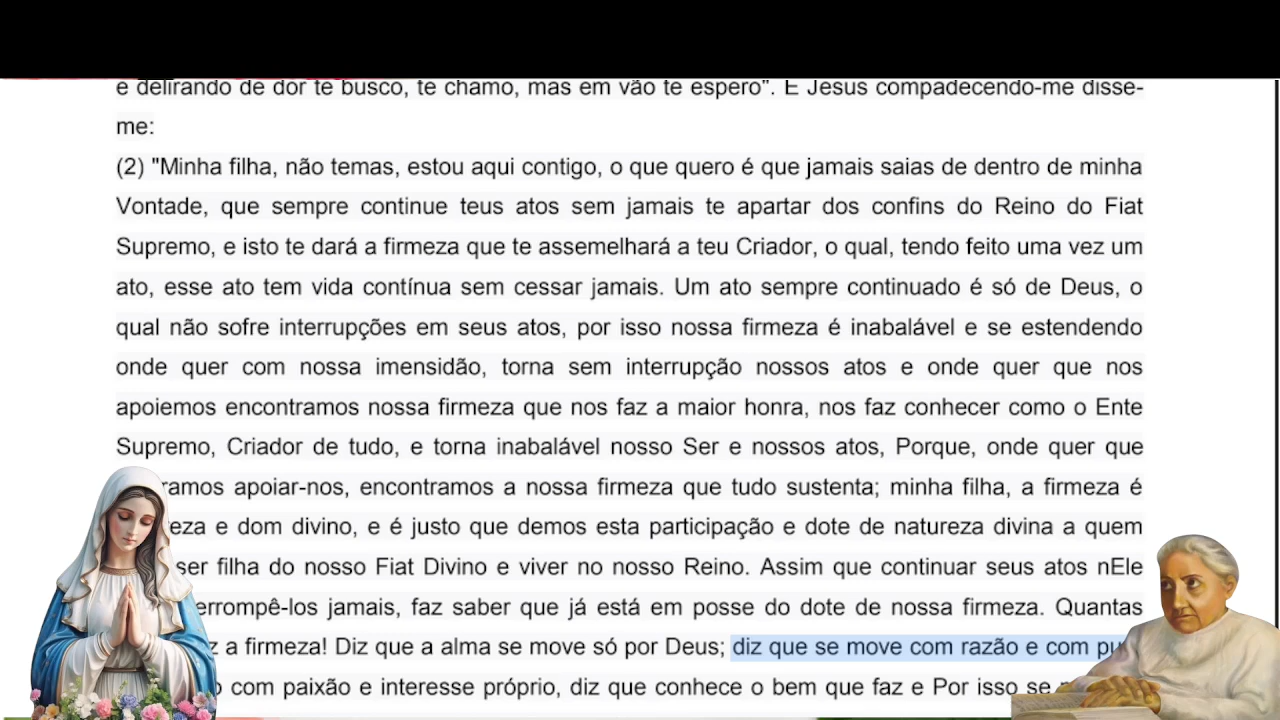 e delirando de dor te busco, te chamo, mas em vão te espero". E Jesus compadecendo-me disse-
me:
(2) "Minha filha, não temas, estou aqui contigo, o que quero é que jamais saias de dentro de minha
Vontade, que sempre continue teus atos sem jamais te apartar dos confins do Reino do Fiat
Supremo, e isto te dará a firmeza que te assemelhará a teu Criador, o qual, tendo feito uma vez um
ato, esse ato tem vida contínua sem cessar jamais. Um ato sempre continuado é só de Deus, o
qual não sofre interrupções em seus atos, por isso nossa firmeza é inabalável e se estendendo
onde quer com nossa imensidão, torna sem interrupção nossos atos e onde quer que nos
apoiemos encontramos nossa firmeza que nos faz a maior honra, nos faz conhecer como o Ente
Supremo, Criador de tudo, e torna inabalável nosso Ser e nossos atos, Porque, onde quer que
apoiar-nos, encontramos a nossa firmeza que tudo sustenta; minha filha, a firmeza é
e dom divino, e é justo que demos esta participação e dote de natureza divina a quem
ser filha do nosso Fiat Divino e viver no nosso Reino. Assim que continuar seus atos nEle
jamais, faz saber que já está em posse do dote de nossa firmeza. Quantas
a firmeza! Diz que a alma se move só por Deus; diz que se move com razão e com
com paixão e interesse próprio, diz que conhece o bem que faz e Por isso se